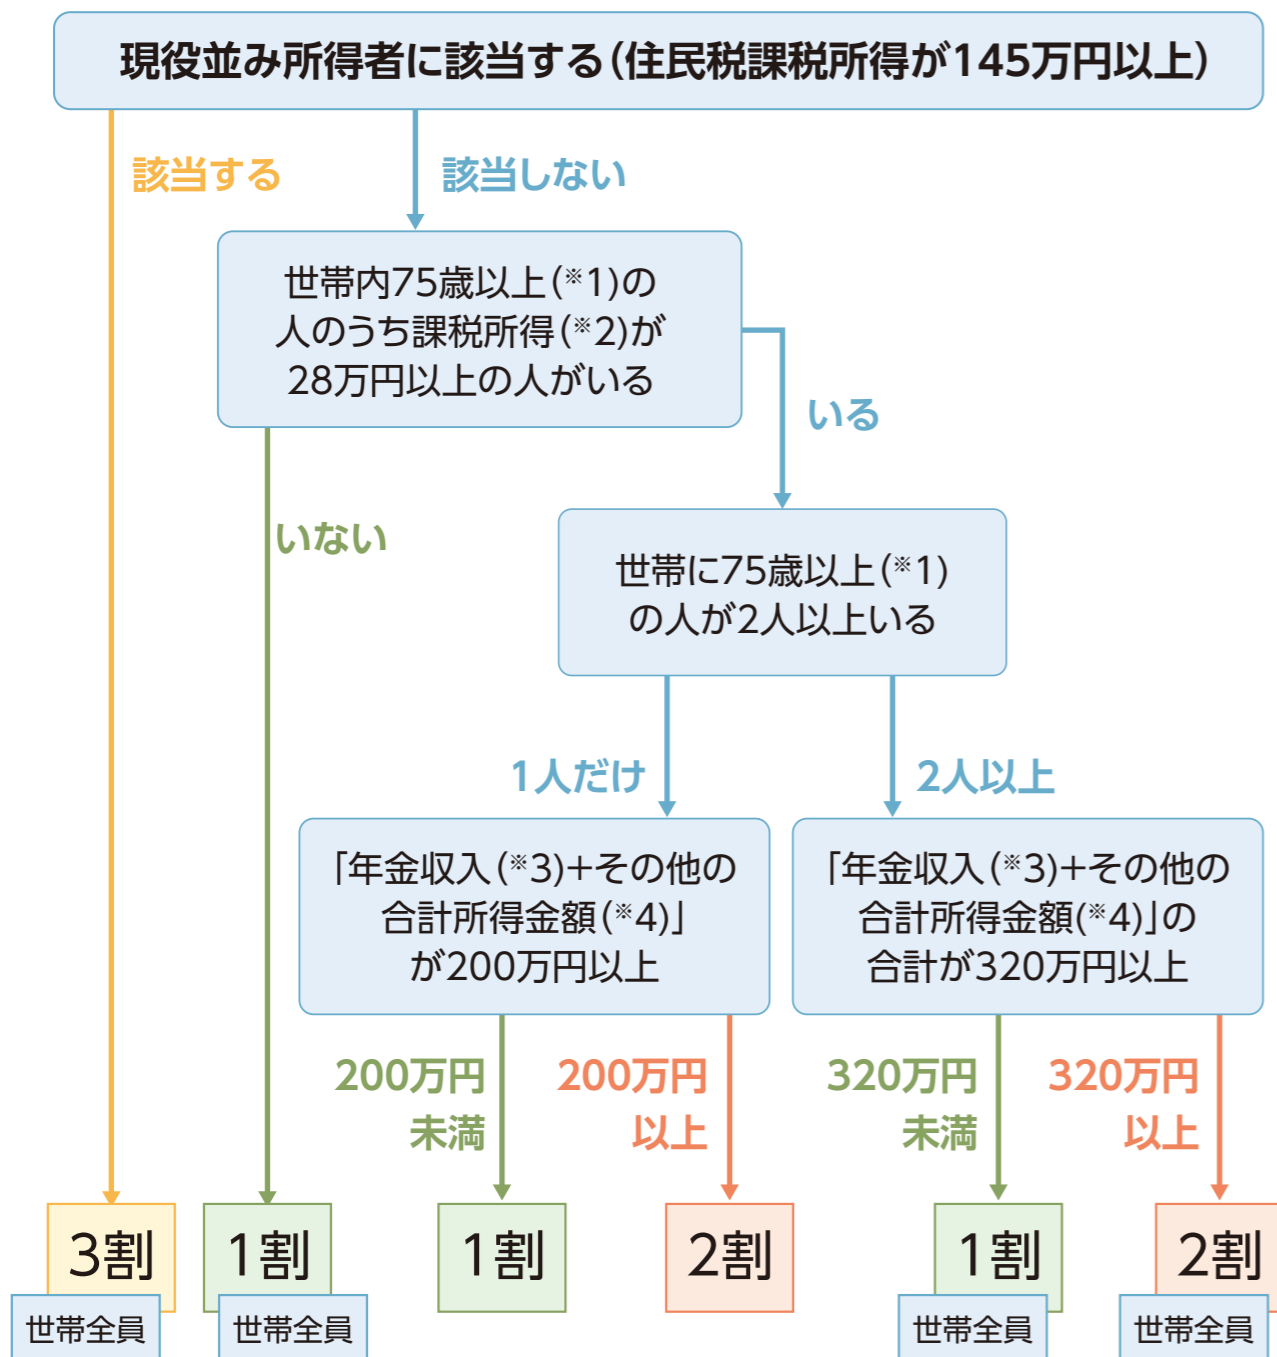 現役並み所得者に該当する(住民税課税所得が145万円以上)
該当する
該当しない
世帯内75歳以上(※1)の
人のうち課税所得(※2)が
28万円以上の人がいる
いる
いない
世帯に75歳以上(※1)
の人が2人以上いる
1人だけ
2人以上
「年金収入(※3)+その他の
合計所得金額(※4)」
が200万円以上
「年金収入(※3)+その他の
合計所得金額(※4)」の
合計が320万円以上
200万円
未満
200万円
以上
320万円
未満
320万円
以上
3割
世帯全員
1割
世帯全員
1割
2割
1割
世帯全員
2割
世帯全員